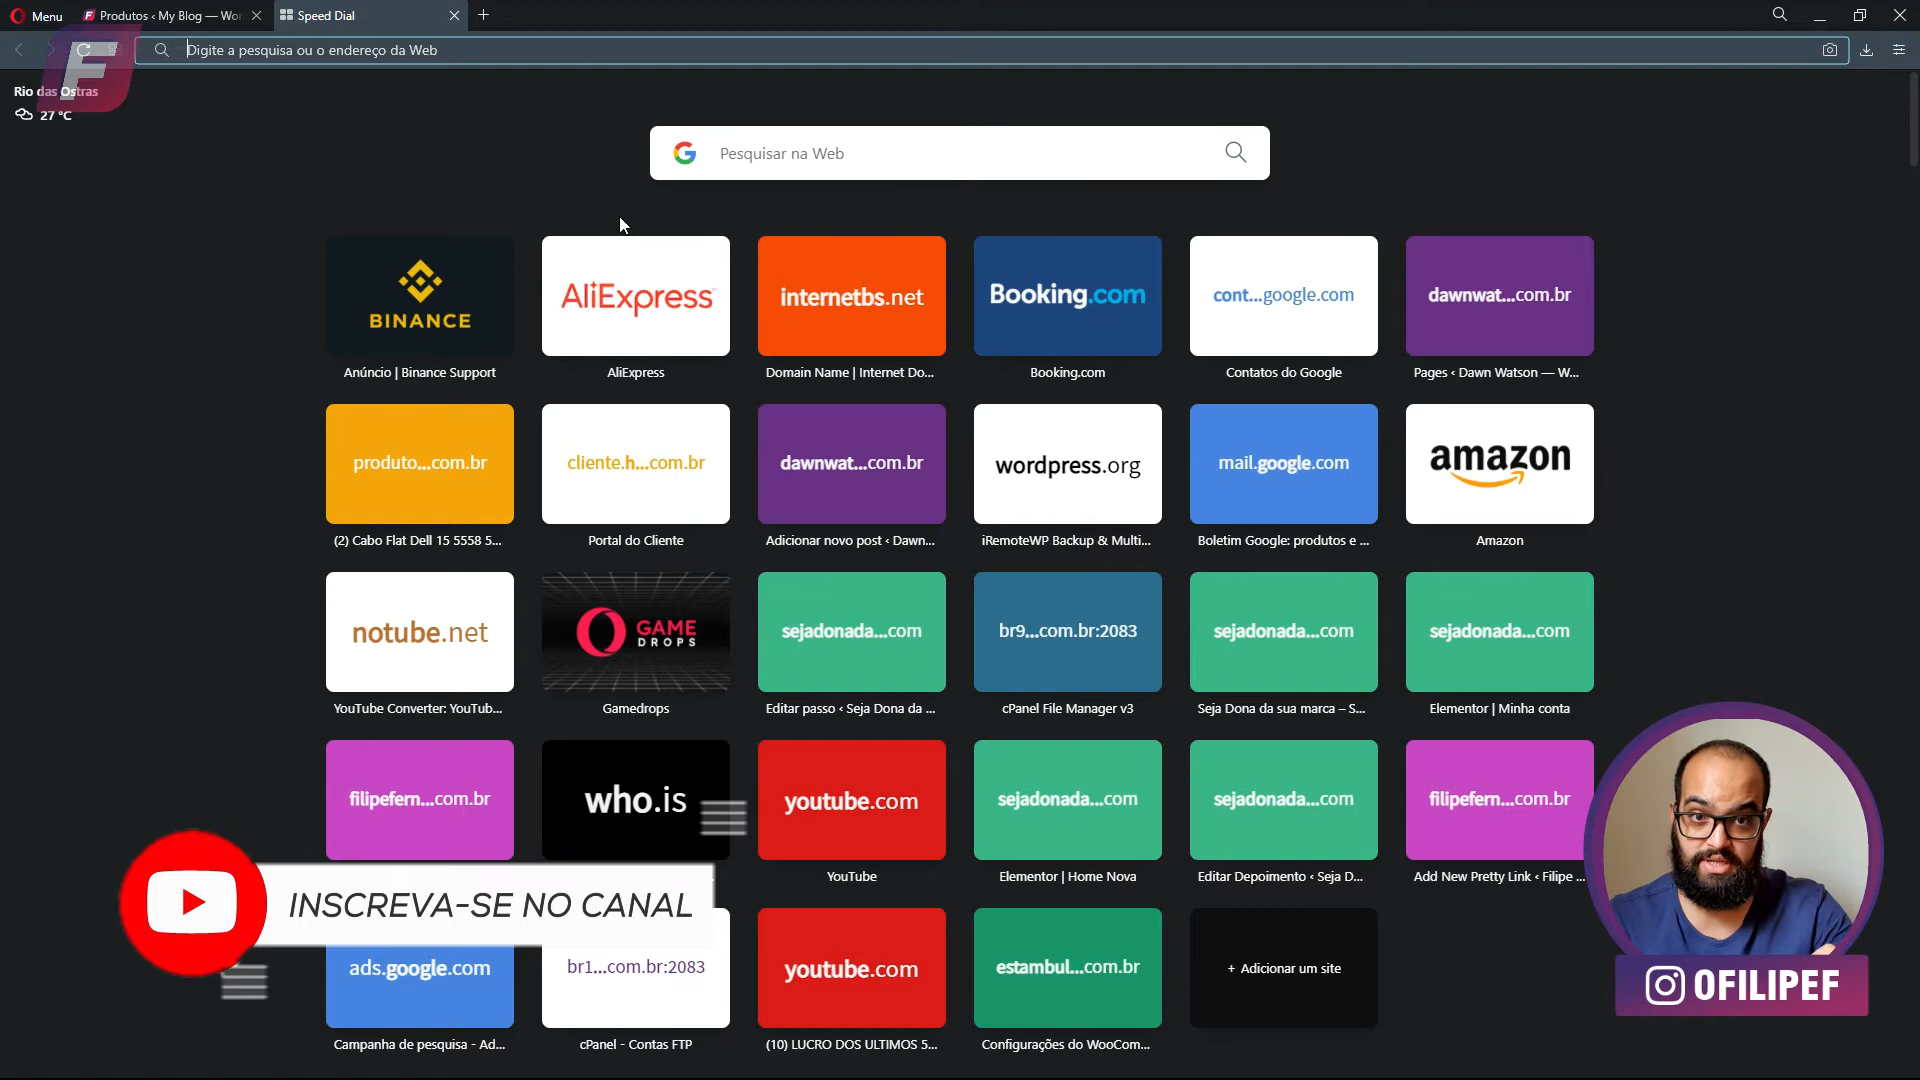 Menu
Produtos ‹ My Blog — Wor
Speed Dial
Digite a pesquisa ou o endereço da Web
F
Rio das Ostras
27 °C
Pesquisar na Web
BINANCE
AliExpress
internetbs.net
Booking.com
cont...google.com
dawnwat...com.br
Anúncio | Binance Support
AliExpress
Domain Name | Internet Do...
Booking.com
Contatos do Google
Pages ‹ Dawn Watson — W...
produto...com.br
cliente.h...com.br
dawnwat...com.br
wordpress.org
mail.google.com
amazon
(2) Cabo Flat Dell 15 5558 5...
Portal do Cliente
Adicionar novo post ‹ Dawn...
iRemoteWP Backup & Multi...
Boletim Google: produtos e ...
Amazon
notube.net
GAME DROPS
sejadonada...com
br9...com.br:2083
sejadonada...com
sejadonada...com
YouTube Converter: YouTub...
Gamedrops
Editar passo ‹ Seja Dona da ...
cPanel File Manager v3
Seja Dona da sua marca – S...
Elementor | Minha conta
filipefern...com.br
who.is
youtube.com
sejadonada...com
sejadonada...com
filipefern...com.br
YouTube
Elementor | Home Nova
Editar Depoimento ‹ Seja D...
Add New Pretty Link ‹ Filipe ...
INSCREVA-SE NO CANAL
ads.google.com
br1...com.br:2083
youtube.com
estambul...com.br
+ Adicionar um site
OFILIPEF
Campanha de pesquisa - Ad...
cPanel - Contas FTP
(10) LUCRO DOS ULTIMOS 5...
Configurações do WooCom...